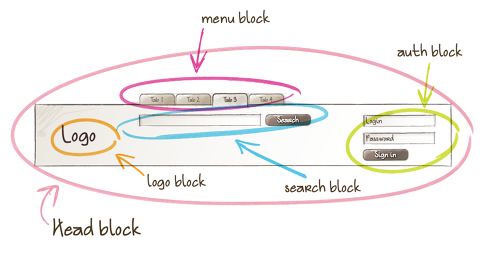 menu block
auth block
Tab 1 Tab 2 Tab 3 Tab 4
Search
Login
Logo
Password
Sign in
logo block
search block
Head block